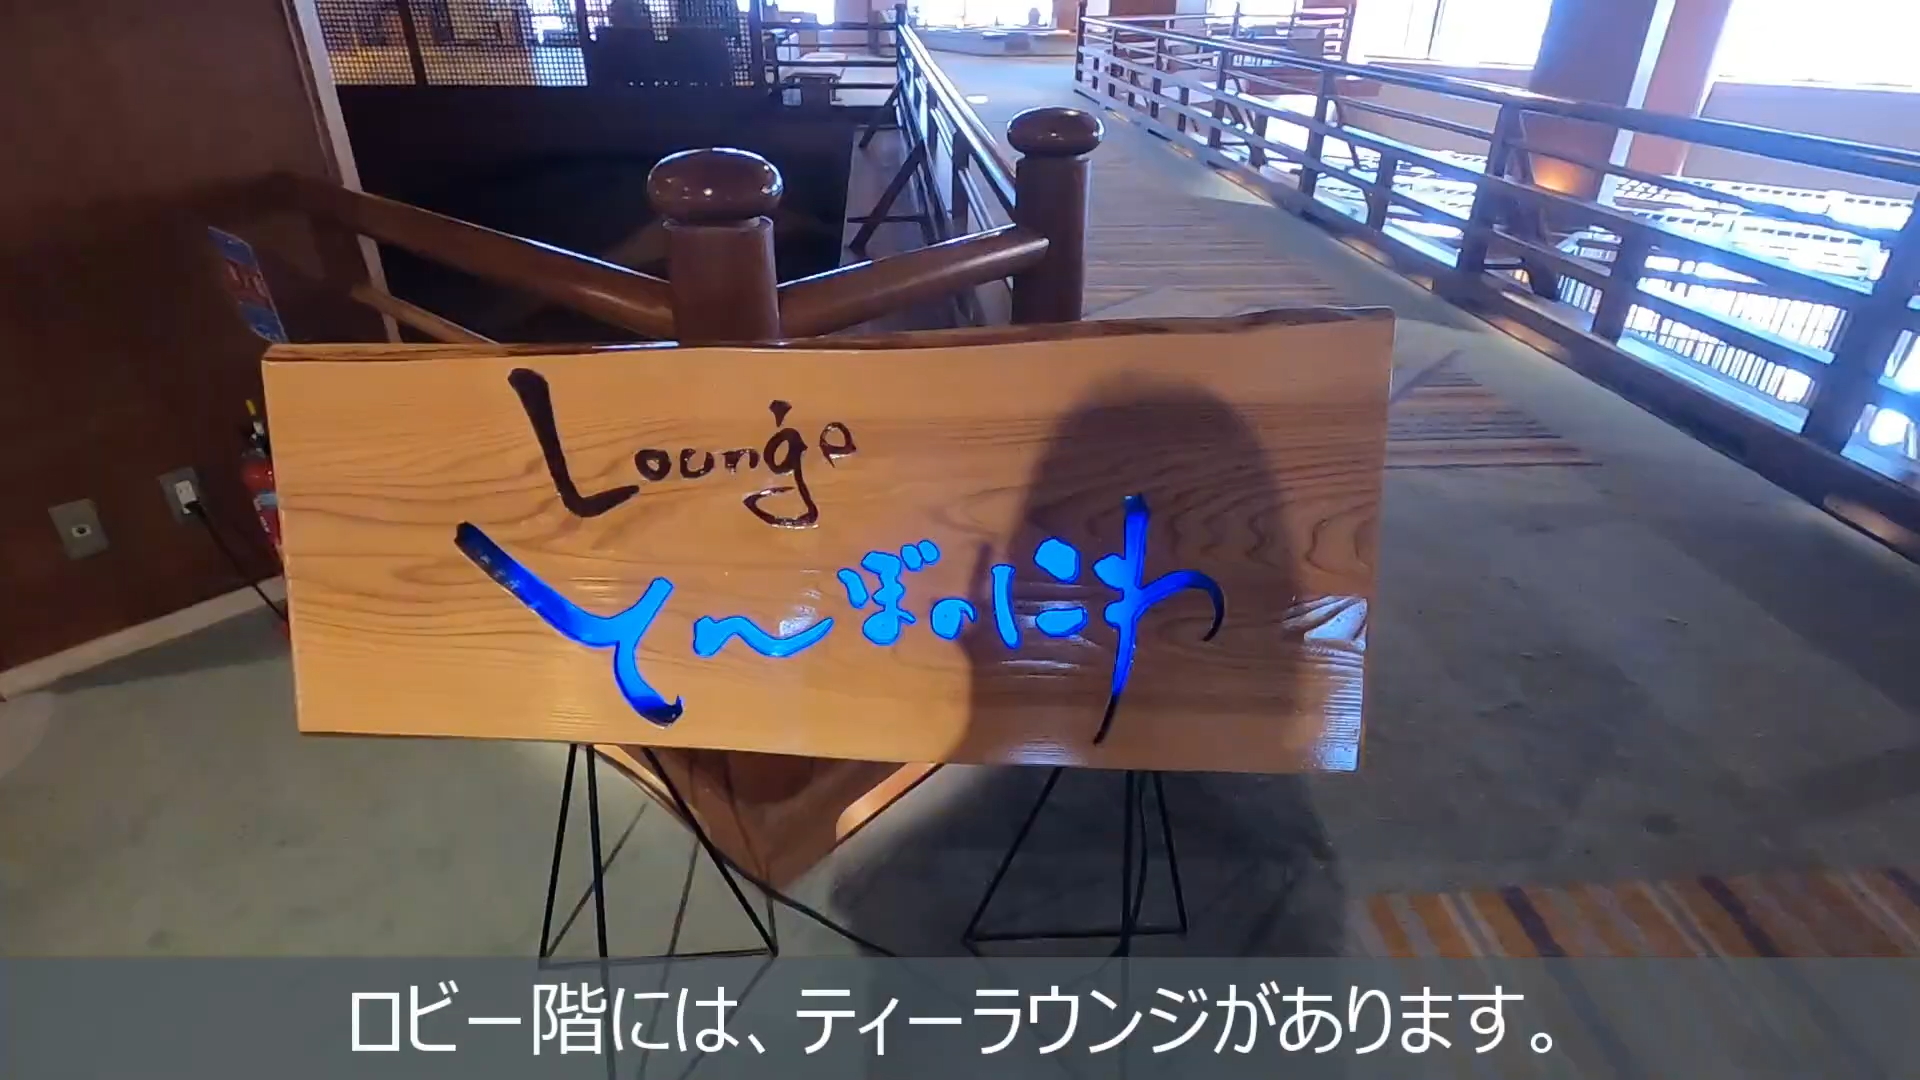 Lounge
とんぼのにわ
ロビー階には、ティーラウンジがあります。